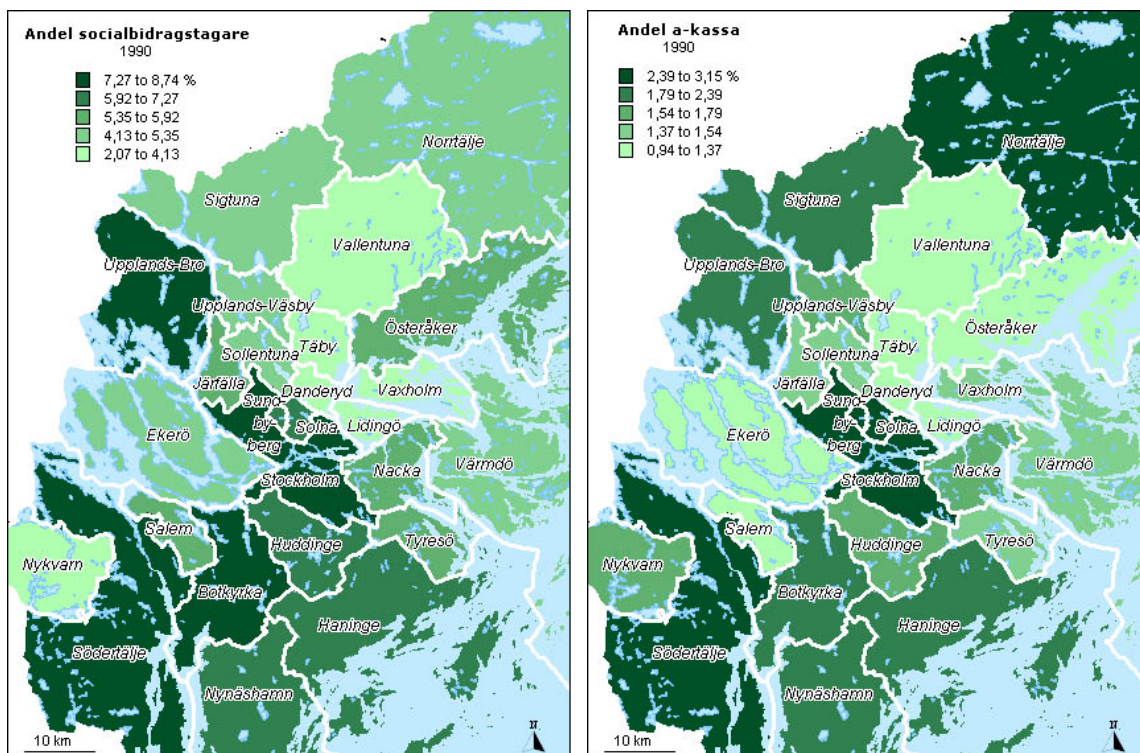 Andel socialbidragstagare
1990
7,27 to 8,74 %
5,92 to 7,27
5,35 to 5,92
4,13 to 5,35
2,07 to 4,13
Norrtälje
Sigtuna
Vallentuna
Upplands-Bro
Upplands-Väsby
Österåker
Täby
Sollentuna
Järfälla
Danderyd
Vaxholm
Sund-
by-
berg
Solna
Lidingö
Ekerö
Nacka
Värmdö
Stockholm
Salem
Huddinge
Tyresö
Nykvarn
Botkyrka
Haninge
Södertälje
Nynäshamn
10 km
N
Andel a-kassa
1990
2,39 to 3,15 %
1,79 to 2,39
1,54 to 1,79
1,37 to 1,54
0,94 to 1,37
Norrtälje
Sigtuna
Vallentuna
Upplands-Bro
Upplands-Väsby
Österåker
Täby
Sollentuna
Järfälla
Danderyd
Vaxholm
Sund-
by-
berg
Solna
Lidingö
Ekerö
Nacka
Värmdö
Stockholm
Salem
Huddinge
Tyresö
Nykvarn
Botkyrka
Haninge
Södertälje
Nynäshamn
10 km
N